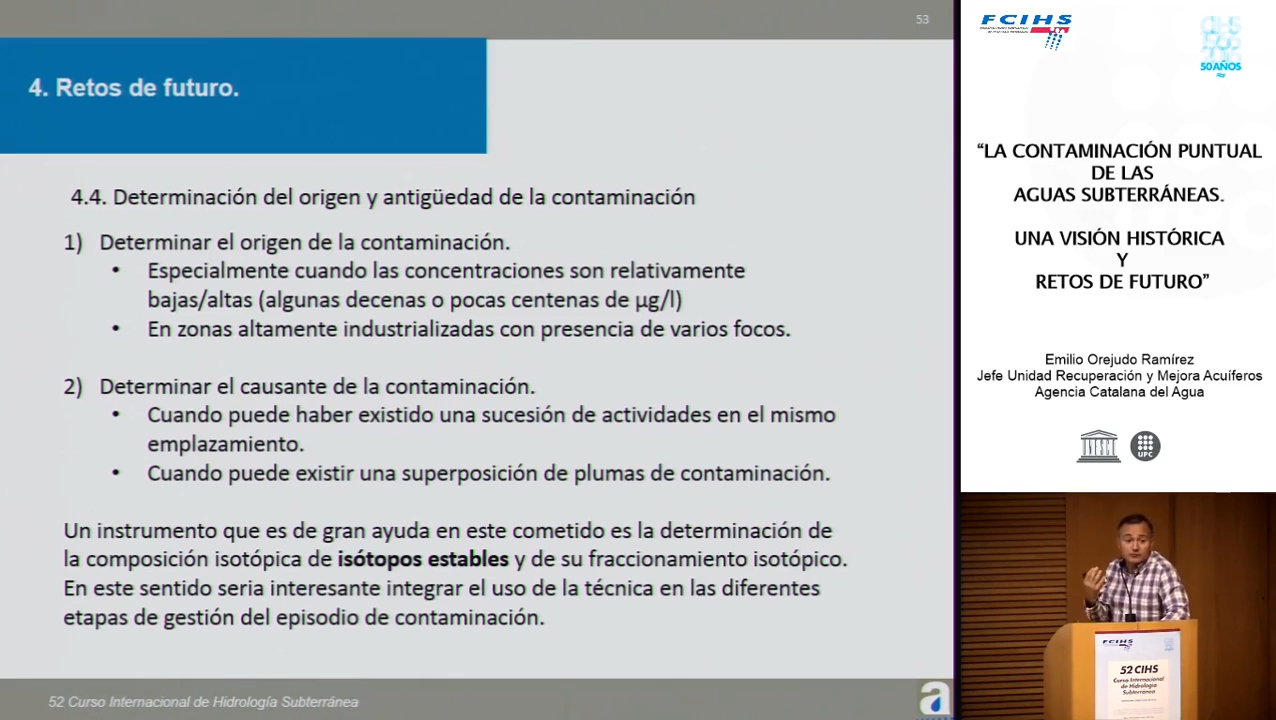 53
4. Retos de futuro.
4.4. Determinación del origen y antigüedad de la contaminación
1) Determinar el origen de la contaminación.
• Especialmente cuando las concentraciones son relativamente
bajas/altas (algunas decenas o pocas centenas de µg/l)
• En zonas altamente industrializadas con presencia de varios focos.
2) Determinar el causante de la contaminación.
• Cuando puede haber existido una sucesión de actividades en el mismo
emplazamiento.
• Cuando puede existir una superposición de plumas de contaminación.
Un instrumento que es de gran ayuda en este cometido es la determinación de
la composición isotópica de isótopos estables y de su fraccionamiento isotópico.
En este sentido seria interesante integrar el uso de la técnica en las diferentes
etapas de gestión del episodio de contaminación.
52 Curso Internacional de Hidrología Subterránea
a
FCIHS
50 AÑOS
“LA CONTAMINACIÓN PUNTUAL
DE LAS
AGUAS SUBTERRÁNEAS.
UNA VISIÓN HISTÓRICA
Y
RETOS DE FUTURO”
Emilio Orejudo Ramírez
Jefe Unidad Recuperación y Mejora Acuíferos
Agencia Catalana del Agua
UPC
FCIHS
52 CIHS
Curso Internacional
de Hidrología
Subterránea